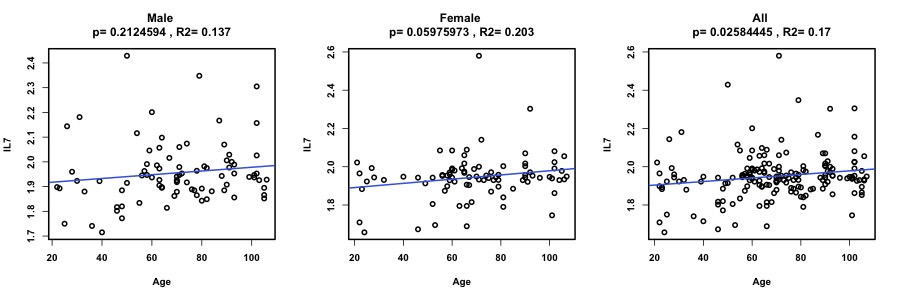 Male
p= 0.2124594 , R2= 0.137
IL7
2.4
2.3
2.2
2.1
2.0
1.9
1.8
1.7
20 40 60 80 100
Age
Female
p= 0.05975973 , R2= 0.203
IL7
2.6
2.4
2.2
2.0
1.8
20 40 60 80 100
Age
All
p= 0.02584445 , R2= 0.17
IL7
2.6
2.4
2.2
2.0
1.8
20 40 60 80 100
Age